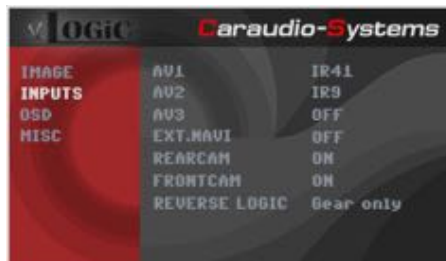 v.LOGiC Caraudio-Systems
IMAGE AV1 IR41
INPUTS AV2 IR9
OSD AV3 OFF
MISC EXT.NAVI OFF
REARCAM ON
FRONTCAM ON
REVERSE LOGIC Gear only